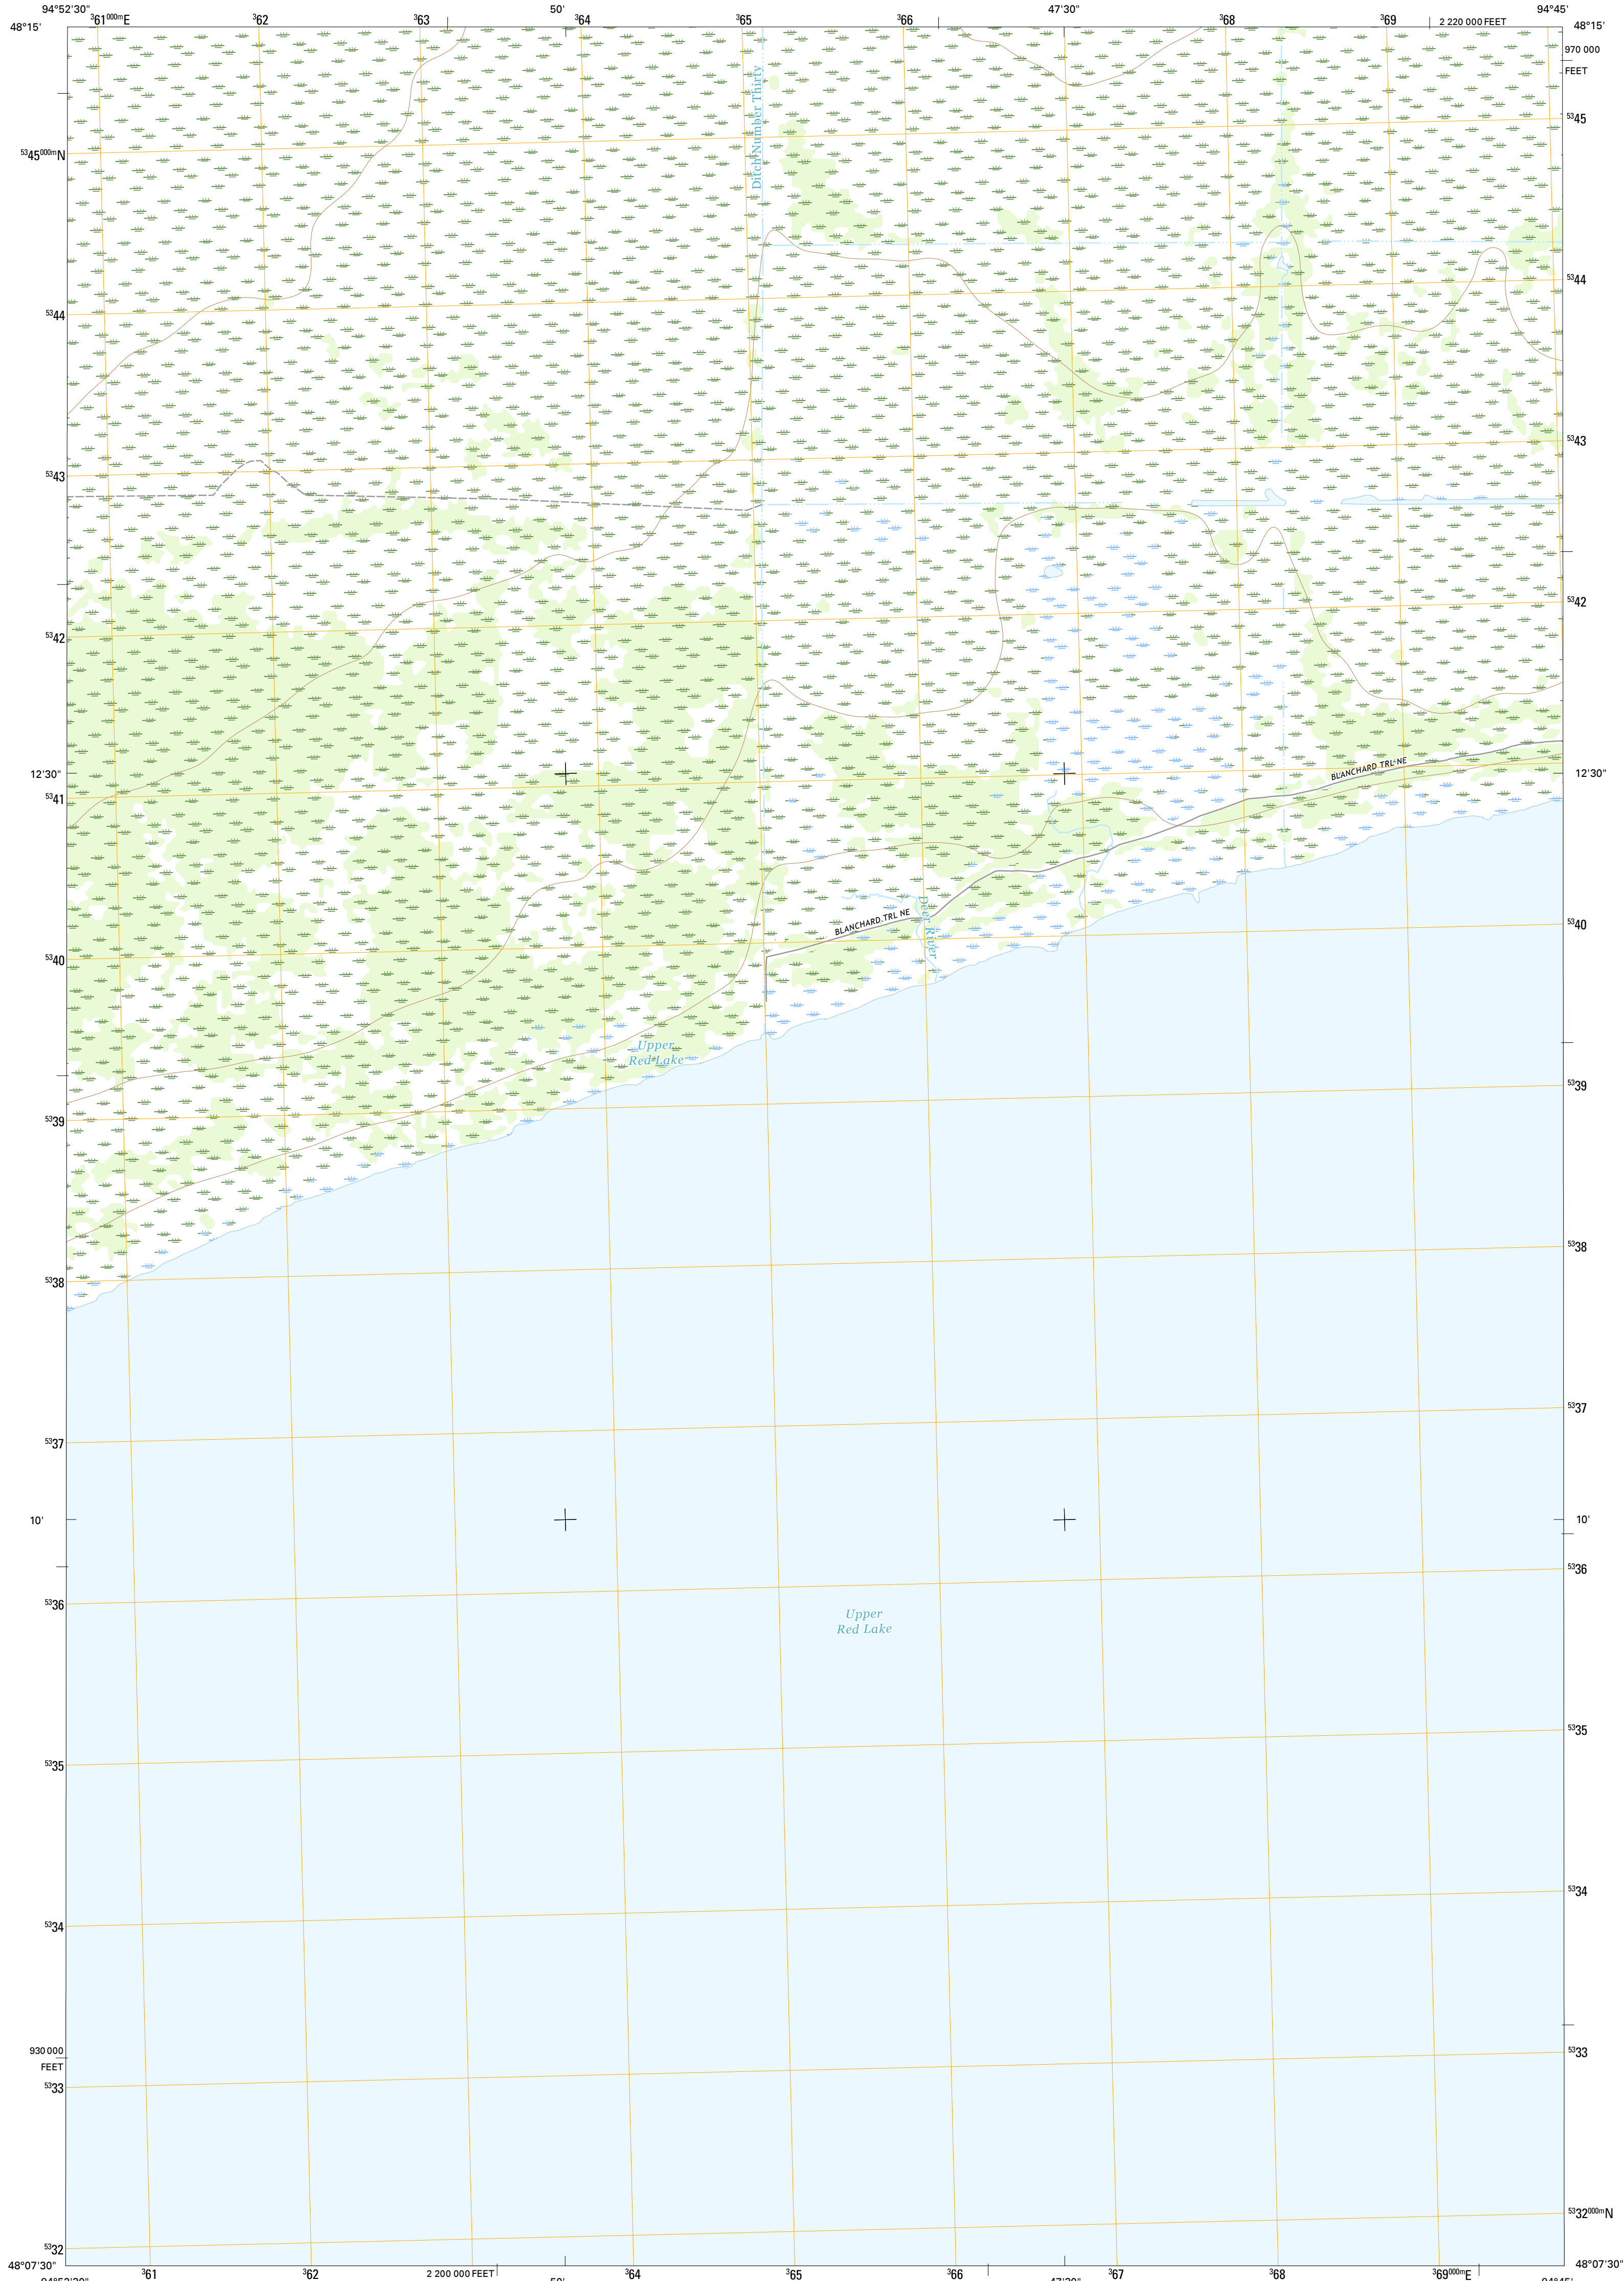 94°52'30" ³61⁰⁰⁰ᵐE ³62 ³63 50' ³64 ³65 ³66 47'30" ³68 ³69 2 220 000 FEET 94°45'
48°15' 48°15'
970 000
FEET
Ditch Number Thirty
⁵³45⁰⁰⁰ᵐN ⁵³45
⁵³44 ⁵³44
⁵³43 ⁵³43
⁵³42 ⁵³42
BLANCHARD TRL NE
12'30" 12'30"
⁵³41
BLANCHARD TRL NE
Deer River
⁵³40 ⁵³40
Upper
Red Lake
⁵³39 ⁵³39
⁵³38 ⁵³38
⁵³37 ⁵³37
10' 10'
⁵³36 ⁵³36
Upper
Red Lake
⁵³35 ⁵³35
⁵³34 ⁵³34
930 000
FEET
⁵³33 ⁵³33
⁵³32 ⁵³32⁰⁰⁰ᵐN
48°07'30" 48°07'30"
³61 ³62 2 200 000 FEET ³64 ³65 ³66 ³67 ³68 ³69⁰⁰⁰ᵐE